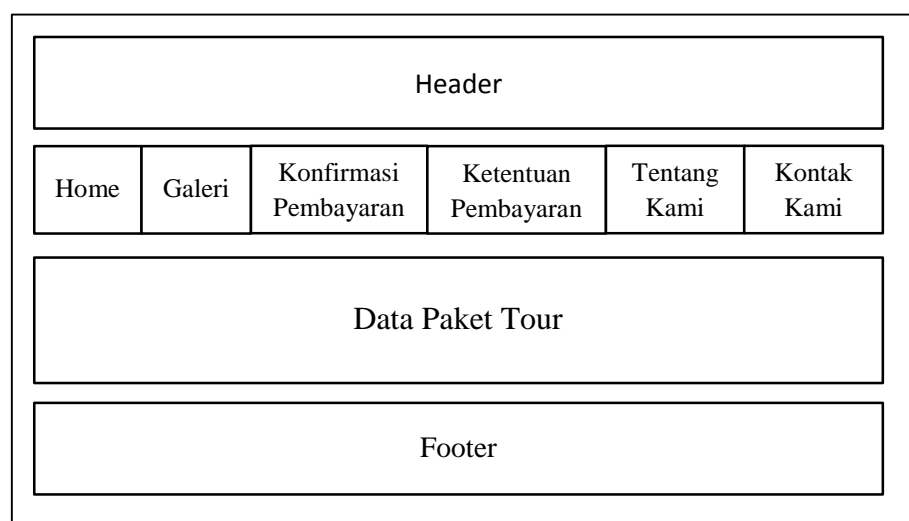 Header
Home
Galeri
Konfirmasi
Pembayaran
Ketentuan
Pembayaran
Tentang
Kami
Kontak
Kami
Data Paket Tour
Footer